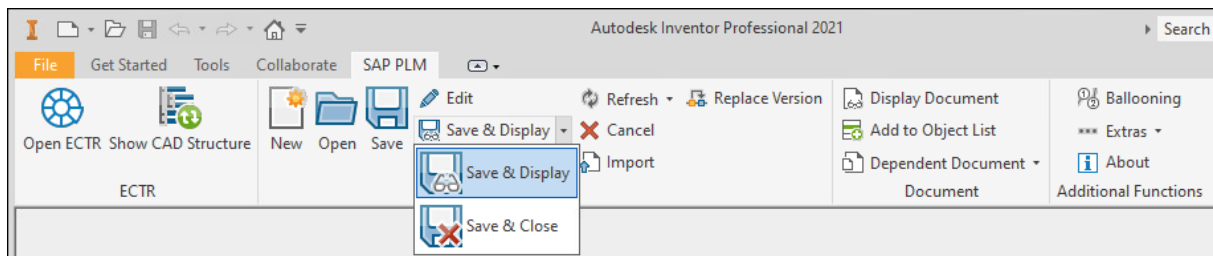 Autodesk Inventor Professional 2021
Search
File Get Started Tools Collaborate SAP PLM
Open ECTR Show CAD Structure
ECTR
New Open Save
Edit
Save & Display
Save & Display
Save & Close
Refresh
Replace Version
Cancel
Import
Display Document
Add to Object List
Dependent Document
Document
Ballooning
Extras
About
Additional Functions